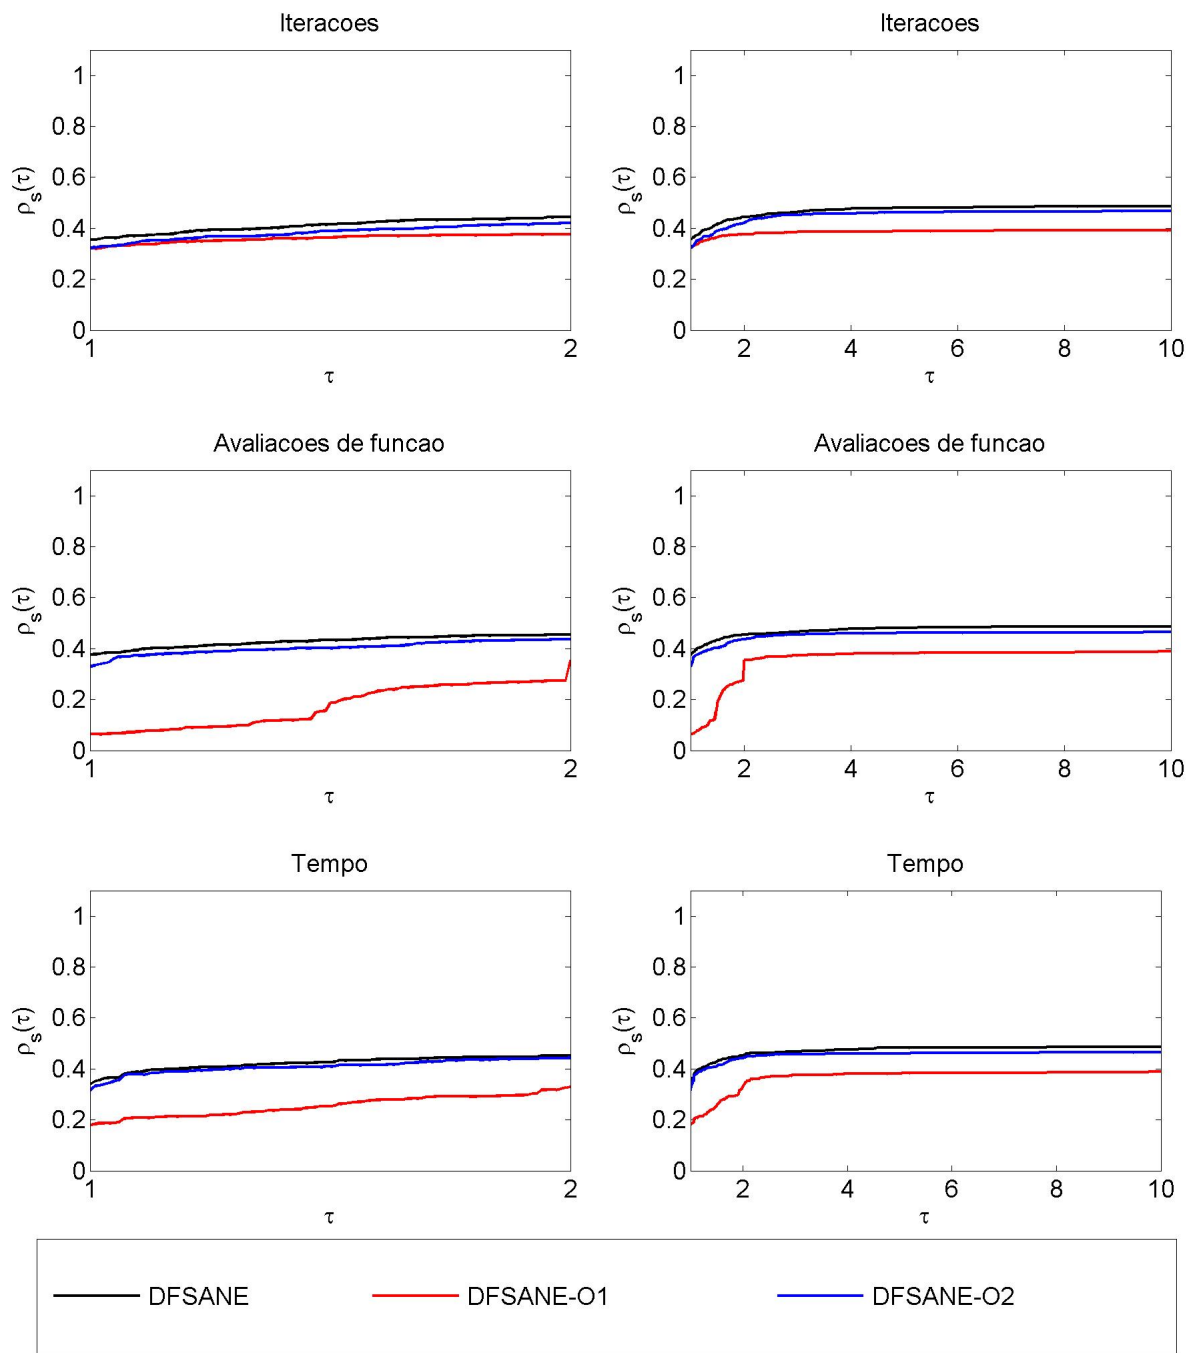 Iteracoes
Iteracoes
1
0.8
0.6
0.4
0.2
0
ρs(τ)
1
2
τ
1
0.8
0.6
0.4
0.2
0
ρs(τ)
2
4
6
8
10
τ
Avaliacoes de funcao
Avaliacoes de funcao
1
0.8
0.6
0.4
0.2
0
ρs(τ)
1
2
τ
1
0.8
0.6
0.4
0.2
0
ρs(τ)
2
4
6
8
10
τ
Tempo
Tempo
1
0.8
0.6
0.4
0.2
0
ρs(τ)
1
2
τ
1
0.8
0.6
0.4
0.2
0
ρs(τ)
2
4
6
8
10
τ
DFSANE
DFSANE-O1
DFSANE-O2